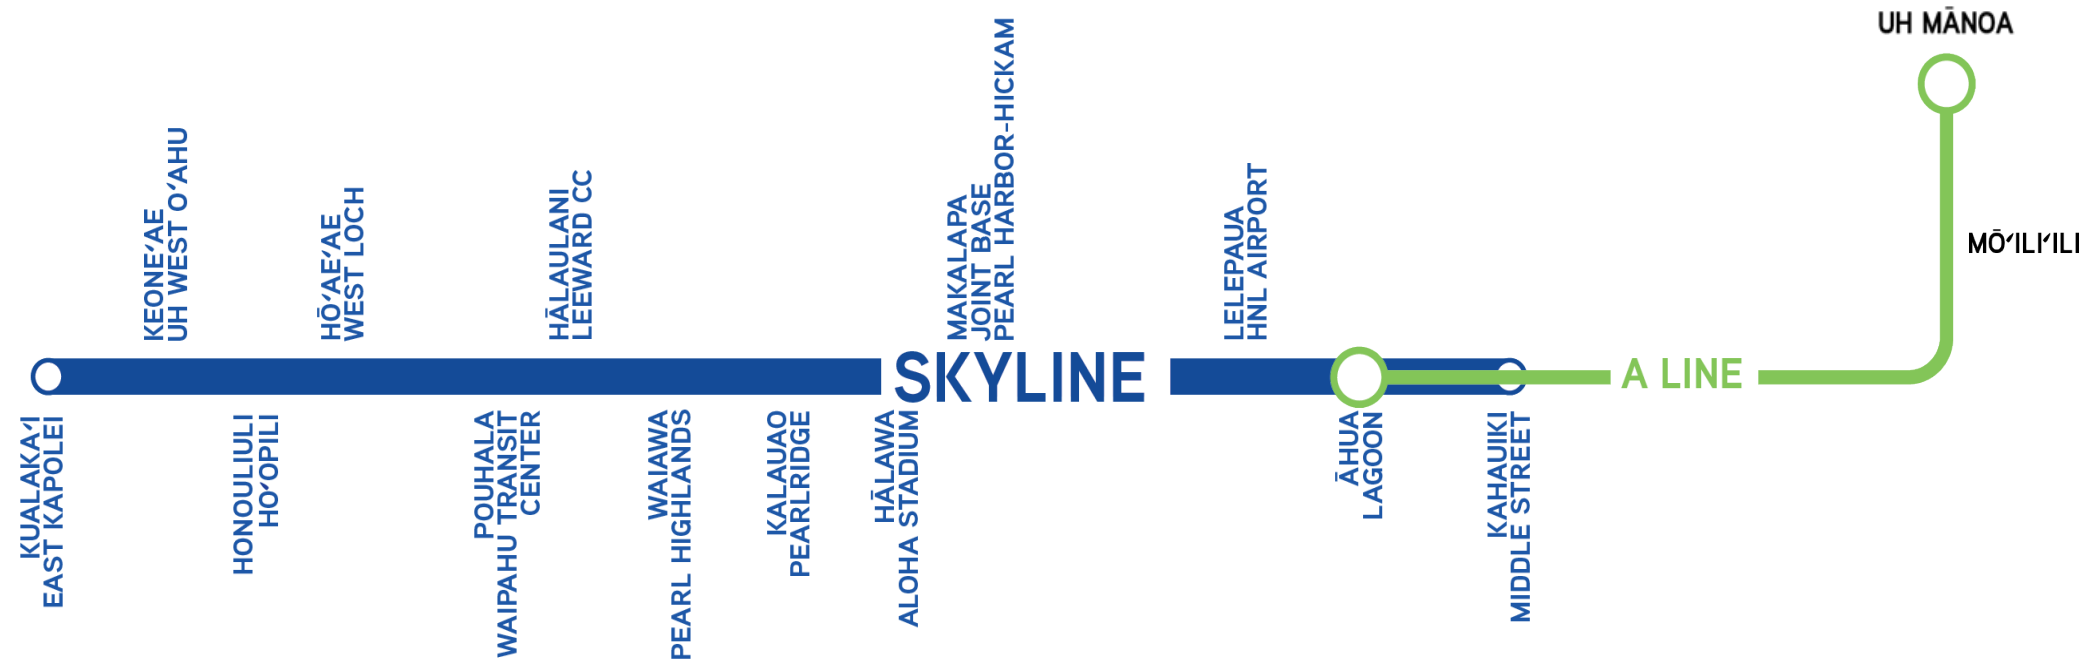 UH MĀNOA
MŌʻILIʻILI
KEONEʻAE
UH WEST OʻAHU
HŌʻAEʻAE
WEST LOCH
HĀLAULANI
LEEWARD CC
MAKALAPA
JOINT BASE
PEARL HARBOR-HICKAM
LELEPAUA
HNL AIRPORT
SKYLINE
A LINE
KUALAKAʻI
EAST KAPOLEI
HONOULIULI
HOʻOPILI
POUHALA
WAIPAHU TRANSIT
CENTER
WAIAWA
PEARL HIGHLANDS
KALAUAO
PEARLRIDGE
HĀLAWA
ALOHA STADIUM
ĀHUA
LAGOON
KAHAUIKI
MIDDLE STREET